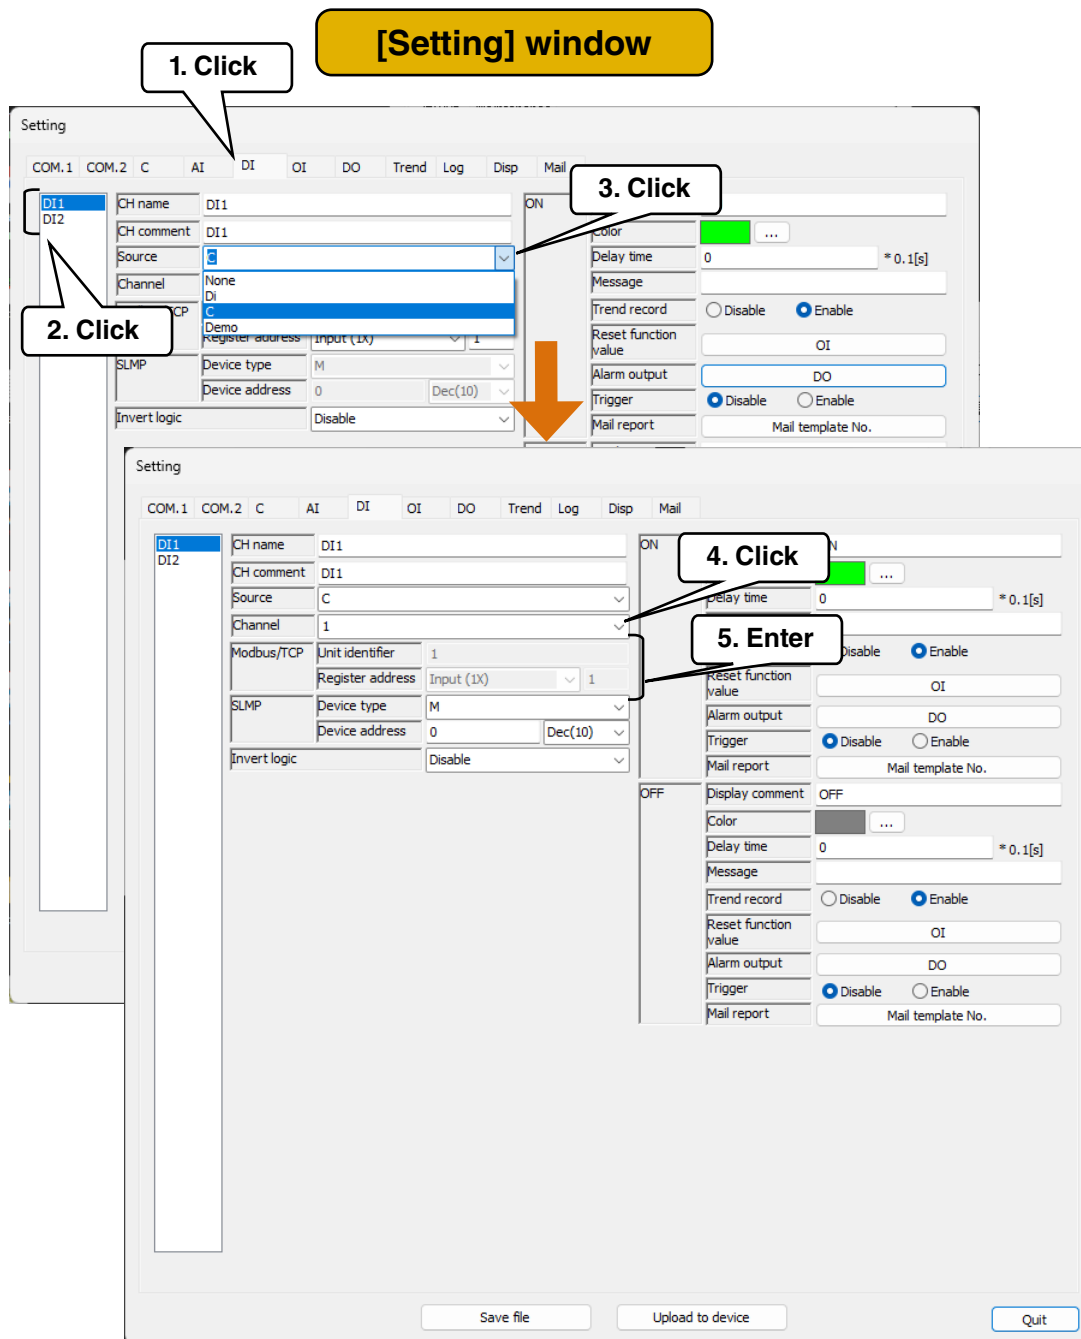 [Setting] window
1. Click
Setting
COM.1 COM.2 C AI DI OI DO Trend Log Disp Mail
3. Click
DI1
DI2
CH name DI1
CH comment DI1
Source C
None
Di
C
Demo
Channel
CP
2. Click
Register address Input (1X) 1
SLMP Device type M
Device address 0 Dec(10)
Invert logic Disable
ON
Color ...
Delay time 0 * 0.1[s]
Message
Trend record Disable Enable
Reset function value OI
Alarm output DO
Trigger Disable Enable
Mail report Mail template No.
Setting
COM.1 COM.2 C AI DI OI DO Trend Log Disp Mail
DI1
DI2
CH name DI1
CH comment DI1
Source C
Channel 1
Modbus/TCP Unit identifier 1
Register address Input (1X) 1
SLMP Device type M
Device address 0 Dec(10)
Invert logic Disable
4. Click
5. Enter
ON N
...
Delay time 0 * 0.1[s]
Disable Enable
Reset function value OI
Alarm output DO
Trigger Disable Enable
Mail report Mail template No.
OFF Display comment OFF
Color ...
Delay time 0 * 0.1[s]
Message
Trend record Disable Enable
Reset function value OI
Alarm output DO
Trigger Disable Enable
Mail report Mail template No.
Save file Upload to device Quit